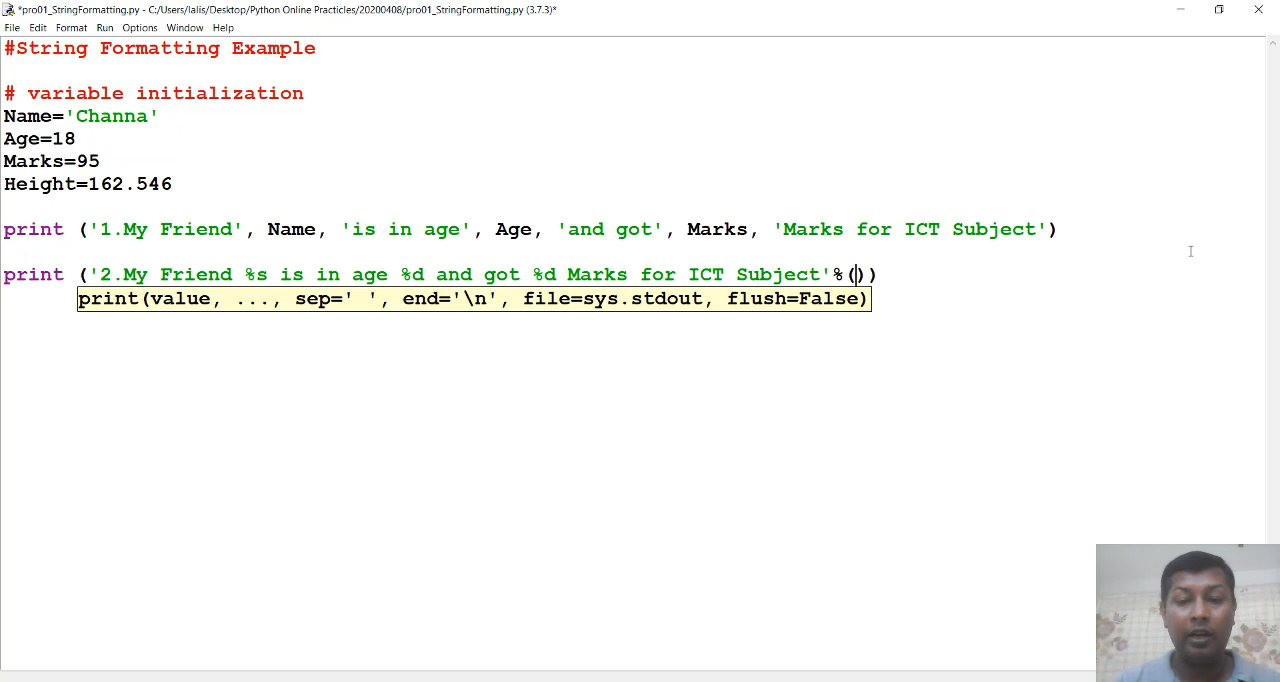 *pro01_StringFormatting.py - C:/Users/lalis/Desktop/Python Online Practicles/20200408/pro01_StringFormatting.py (3.7.3)*
File Edit Format Run Options Window Help
#String Formatting Example
# variable initialization
Name='Channa'
Age=18
Marks=95
Height=162.546
print ('1.My Friend', Name, 'is in age', Age, 'and got', Marks, 'Marks for ICT Subject')
print ('2.My Friend %s is in age %d and got %d Marks for ICT Subject'%())
print(value, ..., sep=' ', end='\n', file=sys.stdout, flush=False)